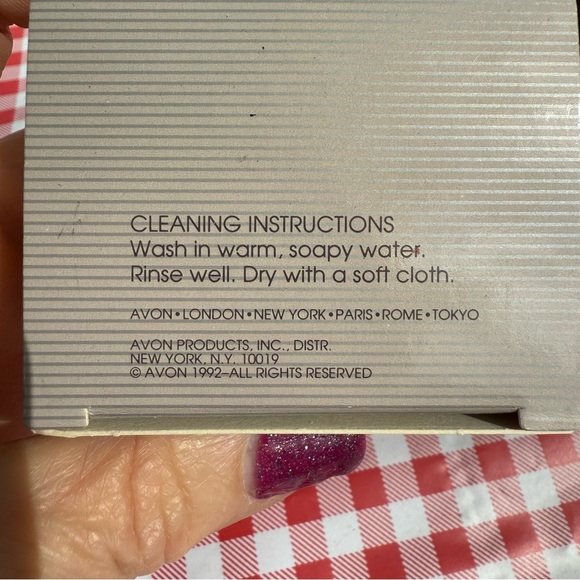 CLEANING INSTRUCTIONS
Wash in warm, soapy water.
Rinse well. Dry with a soft cloth.
AVON•LONDON•NEW YORK•PARIS•ROME•TOKYO
AVON PRODUCTS, INC., DISTR.
NEW YORK, N.Y. 10019
© AVON 1992–ALL RIGHTS RESERVED